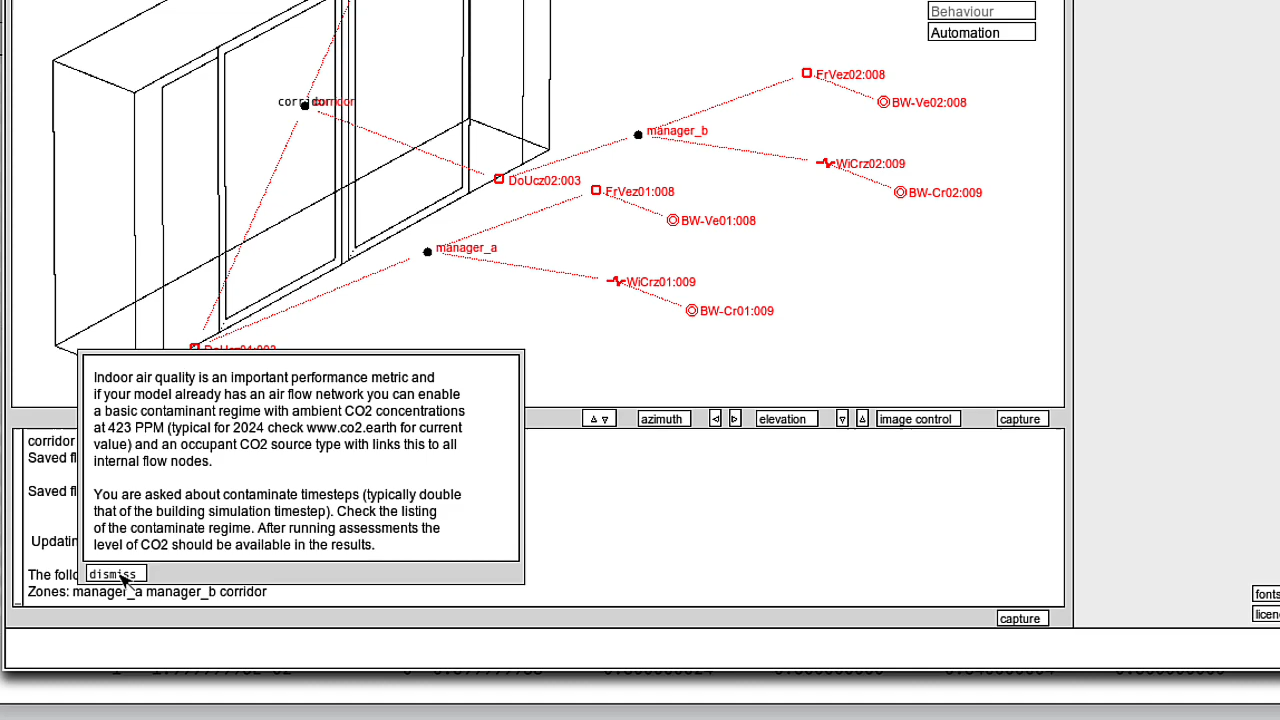 Behaviour
Automation
FrVez02:008
corridor
corridor
BW-Ve02:008
manager_b
WiCrz02:009
DoUcz02:003
FrVez01:008
BW-Cr02:009
BW-Ve01:008
manager_a
WiCrz01:009
BW-Cr01:009
Indoor air quality is an important performance metric and
if your model already has an air flow network you can enable
a basic contaminant regime with ambient CO2 concentrations
at 423 PPM (typical for 2024 check www.co2.earth for current
value) and an occupant CO2 source type with links this to all
internal flow nodes.
You are asked about contaminate timesteps (typically double
that of the building simulation timestep). Check the listing
of the contaminate regime. After running assessments the
level of CO2 should be available in the results.
dismiss
azimuth
elevation
image control
capture
corridor
Saved
Saved
The
Zones: manager_a manager_b corridor
capture
fonts